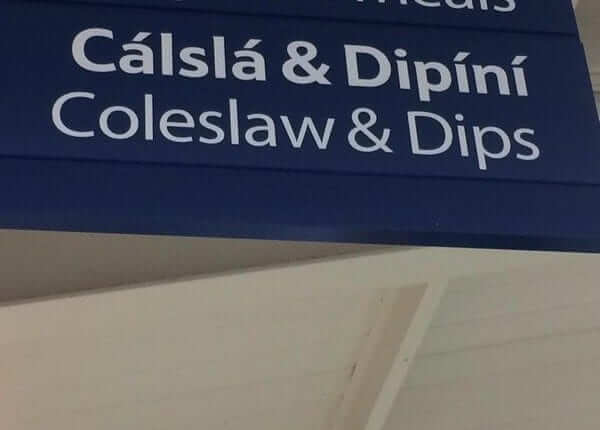 Cálslá & Dipíní
Coleslaw & Dips